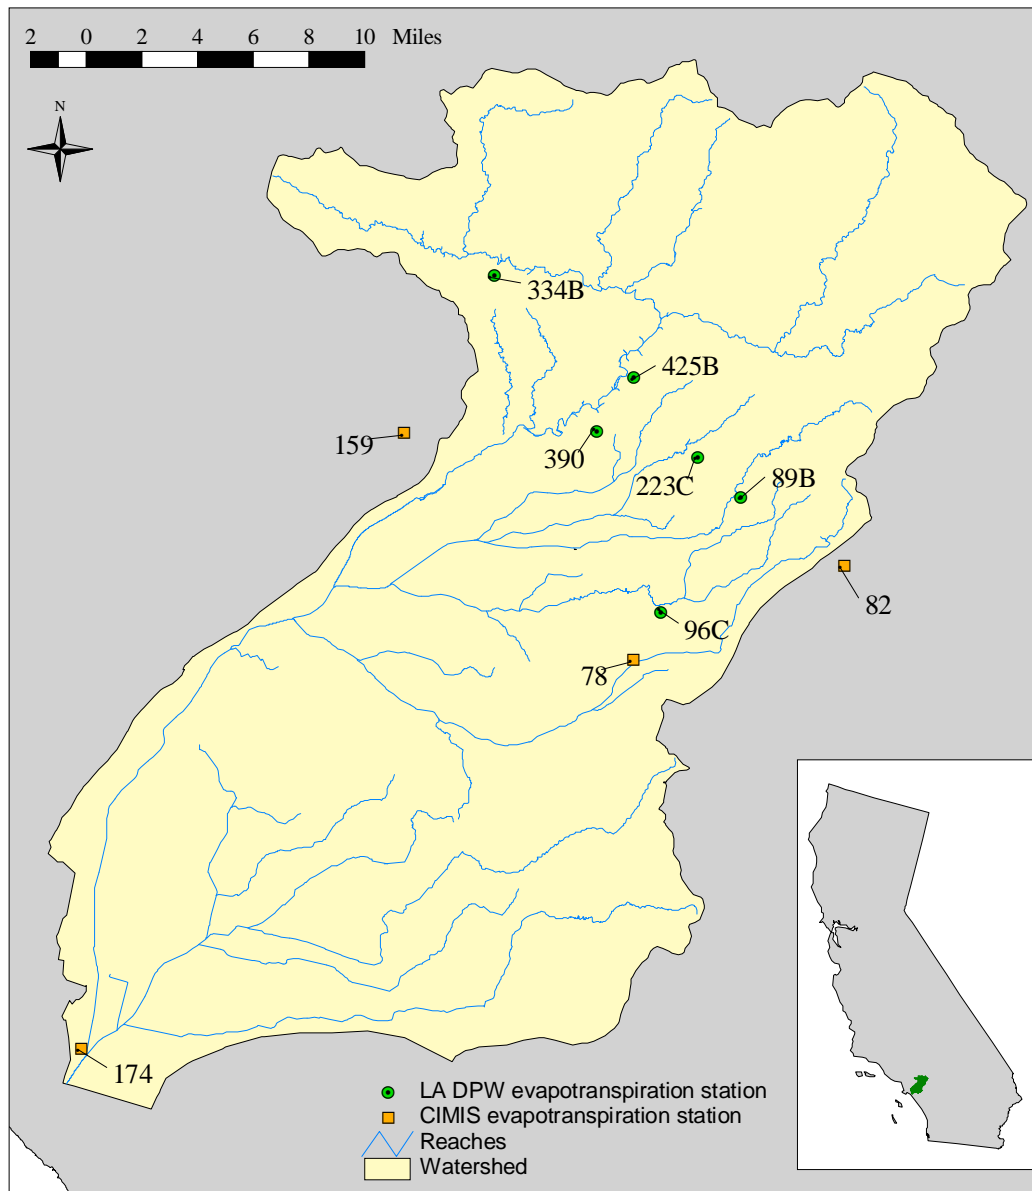 2 0 2 4 6 8 10 Miles
N
334B
425B
159
390
223C
89B
82
96C
78
174
LA DPW evapotranspiration station
CIMIS evapotranspiration station
Reaches
Watershed